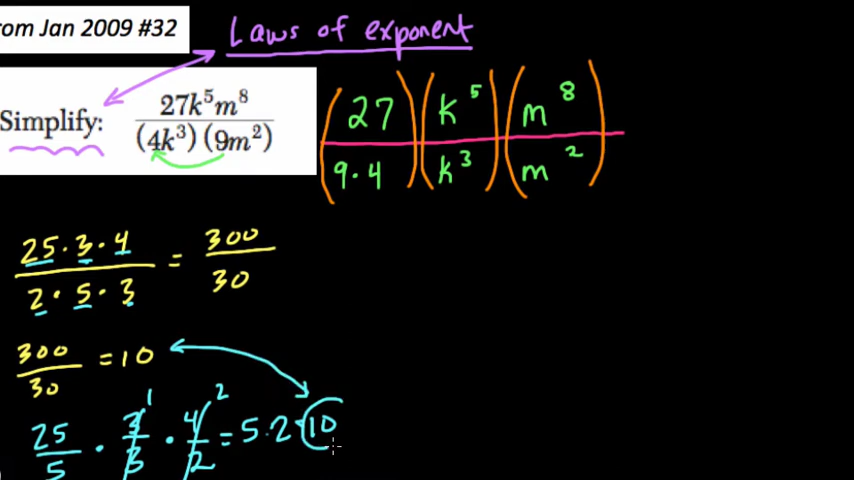 rom Jan 2009 #32
Laws of exponent
Simplify: 27k⁵m⁸ / (4k³)(9m²)
(27 / 9·4) (k⁵ / k³) (m⁸ / m²)
25·3·4 / 2·5·3 = 300 / 30
300 / 30 = 10
25 / 5 · 3 / 3 1 · 4 / 2 2 = 5·2 10